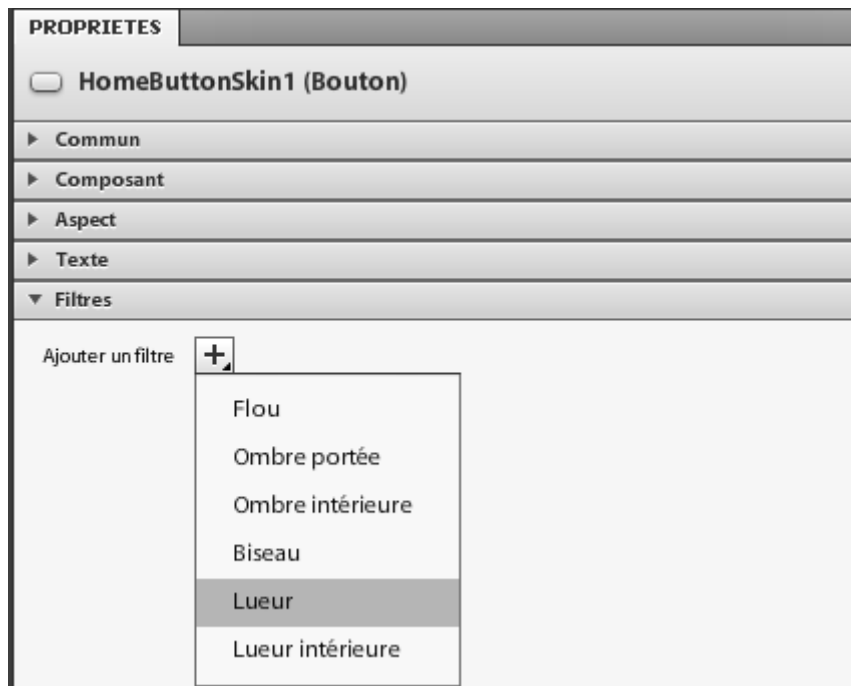 PROPRIETES
HomeButtonSkin1 (Bouton)
Commun
Composant
Aspect
Texte
Filtres
Ajouter un filtre
Flou
Ombre portée
Ombre intérieure
Biseau
Lueur
Lueur intérieure